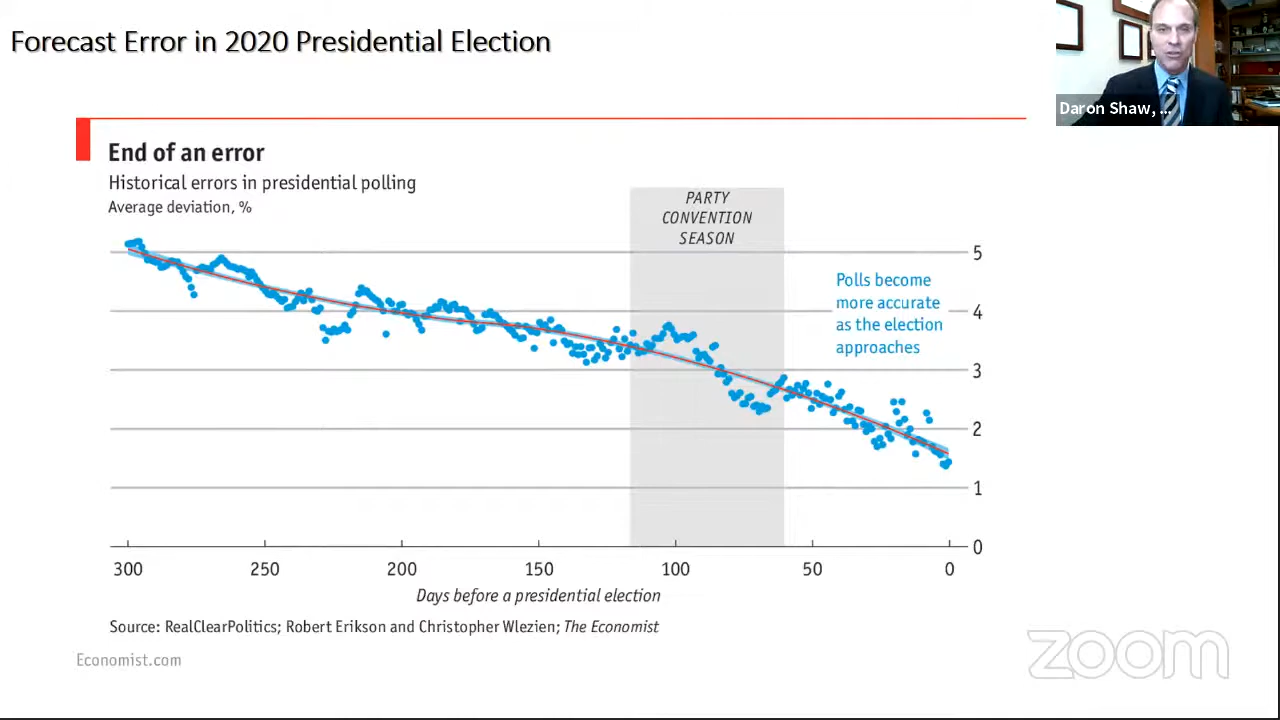 Forecast Error in 2020 Presidential Election
Daron Shaw, ...
End of an error
Historical errors in presidential polling
Average deviation, %
PARTY
CONVENTION
SEASON
5
Polls become
more accurate
as the election
approaches
4
3
2
1
0
300 250 200 150 100 50 0
Days before a presidential election
Source: RealClearPolitics; Robert Erikson and Christopher Wlezien; The Economist
Economist.com
zoom